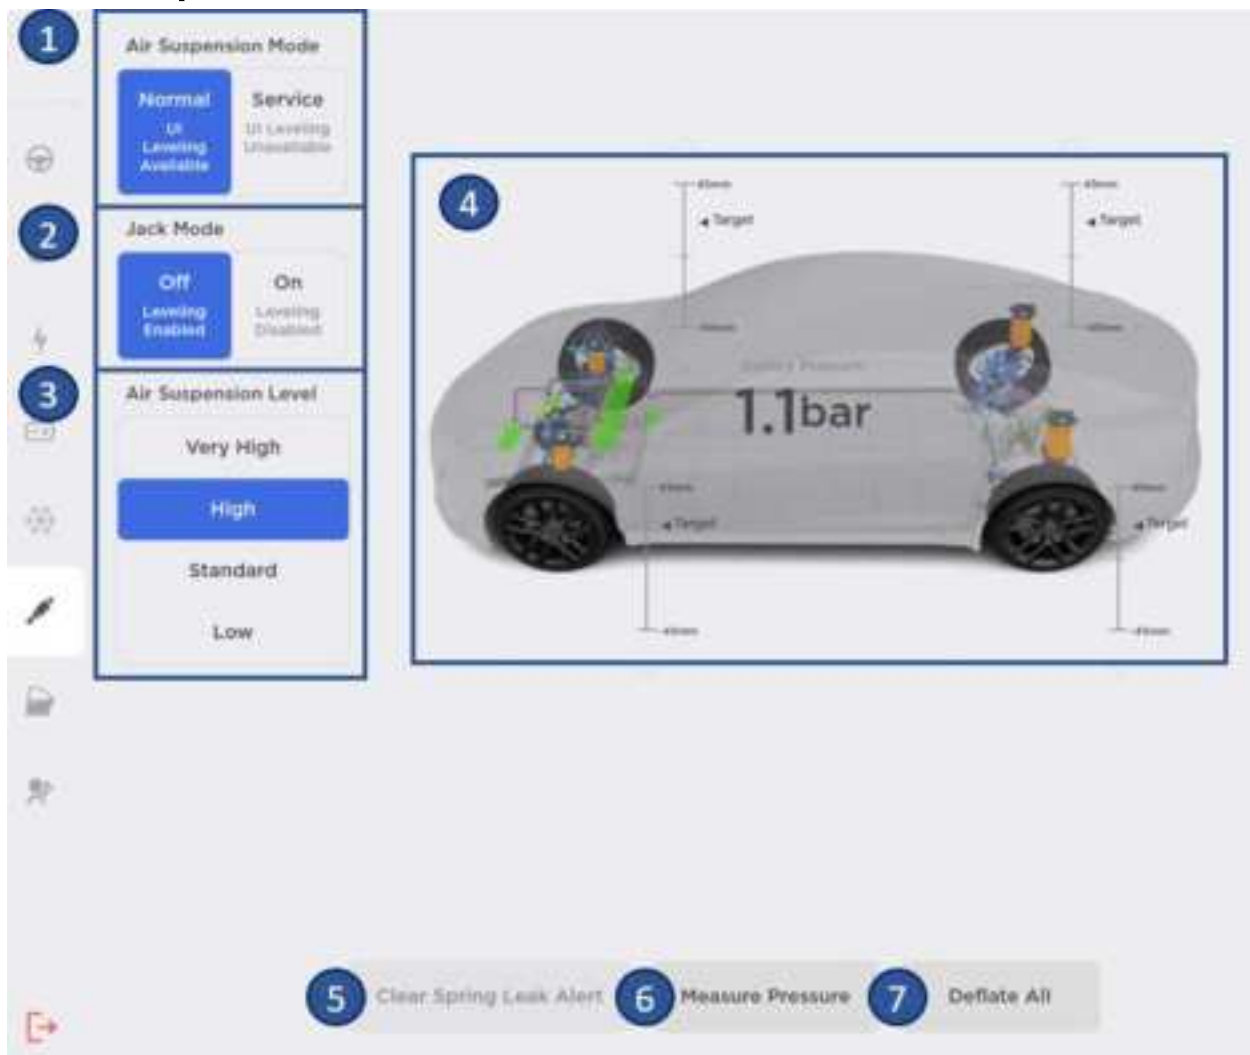 1
Air Suspension Mode
Normal
UI
Leveling
Available
Service
UI Leveling
Unavailable
2
Jack Mode
Off
Leveling
Enabled
On
Leveling
Disabled
3
Air Suspension Level
Very High
High
Standard
Low
4
Target
Target
1.1bar
Target
Target
5
Clear Spring Leak Alert
6
Measure Pressure
7
Deflate All